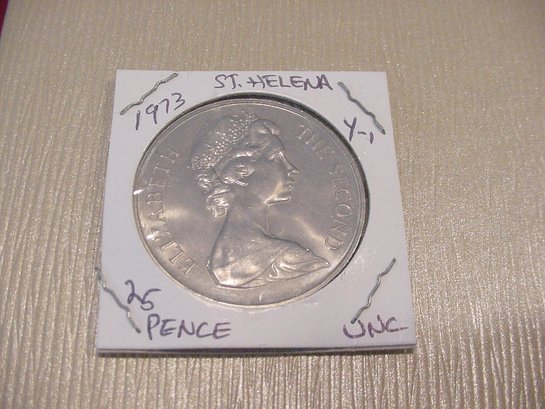 ST. HELENA
1973
Y-1
ELIZABETH THE SECOND
25
PENCE
UNC.